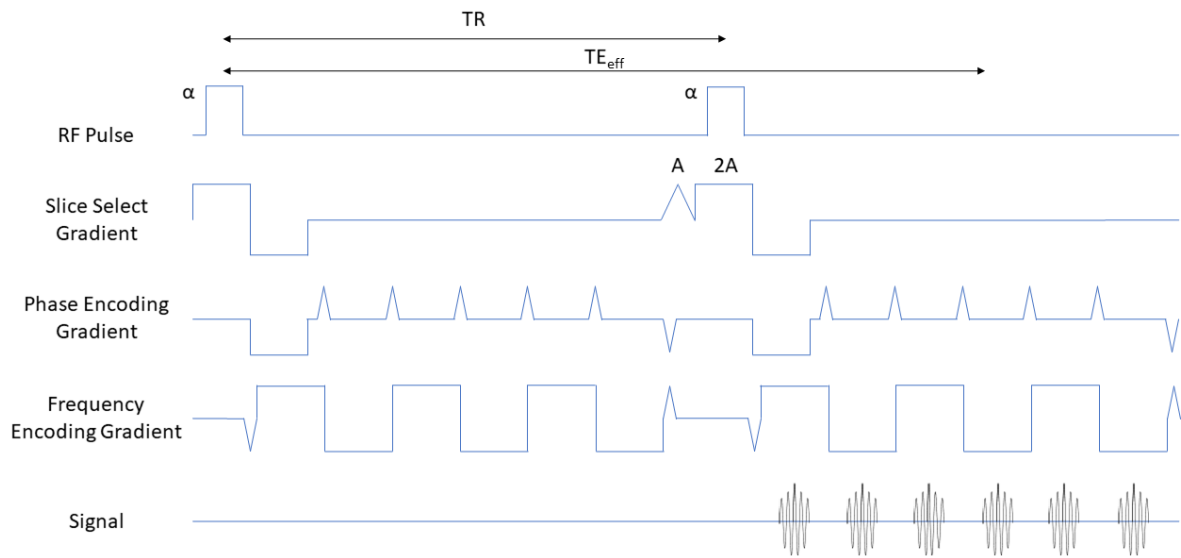 TR
TEeff
α
α
RF Pulse
A
2A
Slice Select
Gradient
Phase Encoding
Gradient
Frequency
Encoding Gradient
Signal